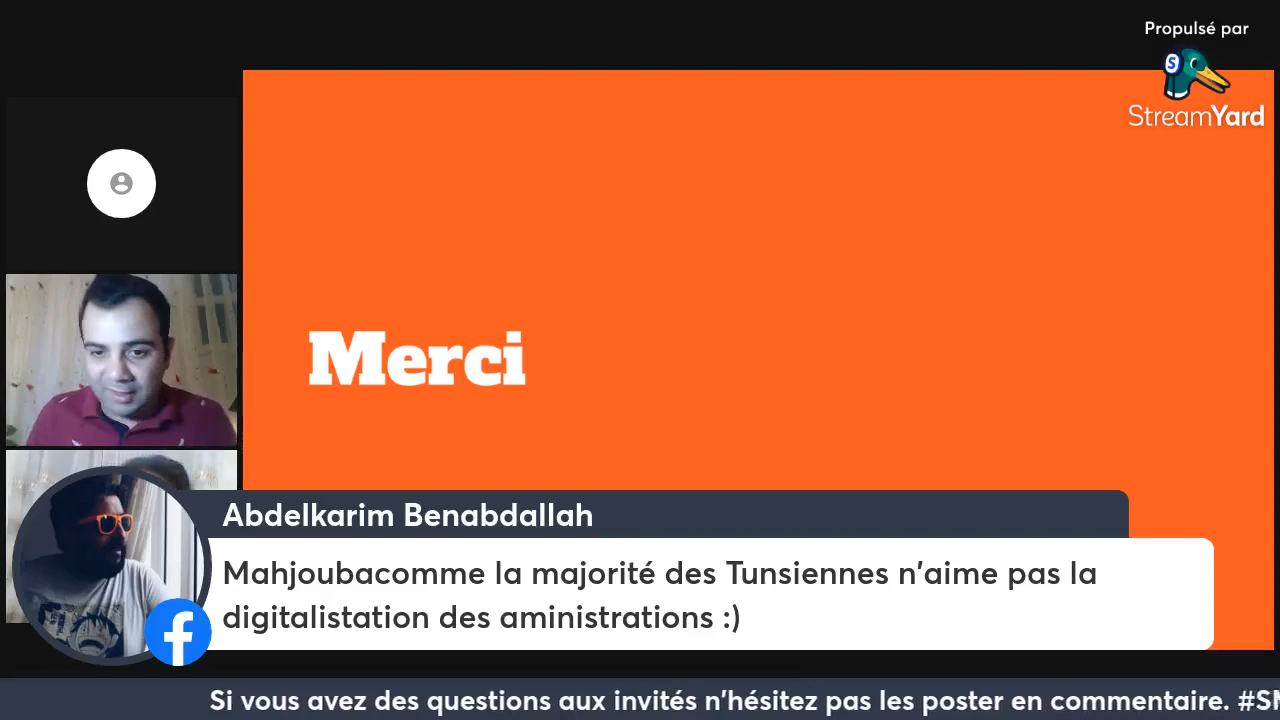 Propulsé par
StreamYard
Merci
Abdelkarim Benabdallah
Mahjoubacomme la majorité des Tunsiennes n'aime pas la
digitalistation des aministrations :)
Si vous avez des questions aux invités n'hésitez pas les poster en commentaire.